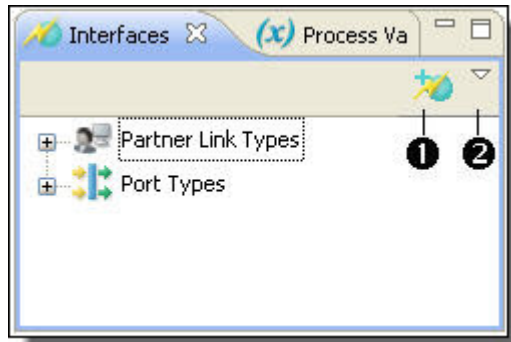 Interfaces (x) Process Va
1 2
Partner Link Types
Port Types